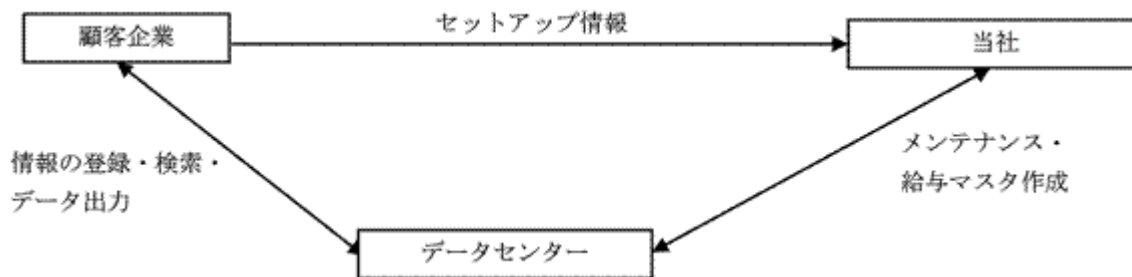 セットアップ情報
顧客企業
当社
情報の登録・検索・
データ出力
メンテナンス・
給与マスタ作成
データセンター